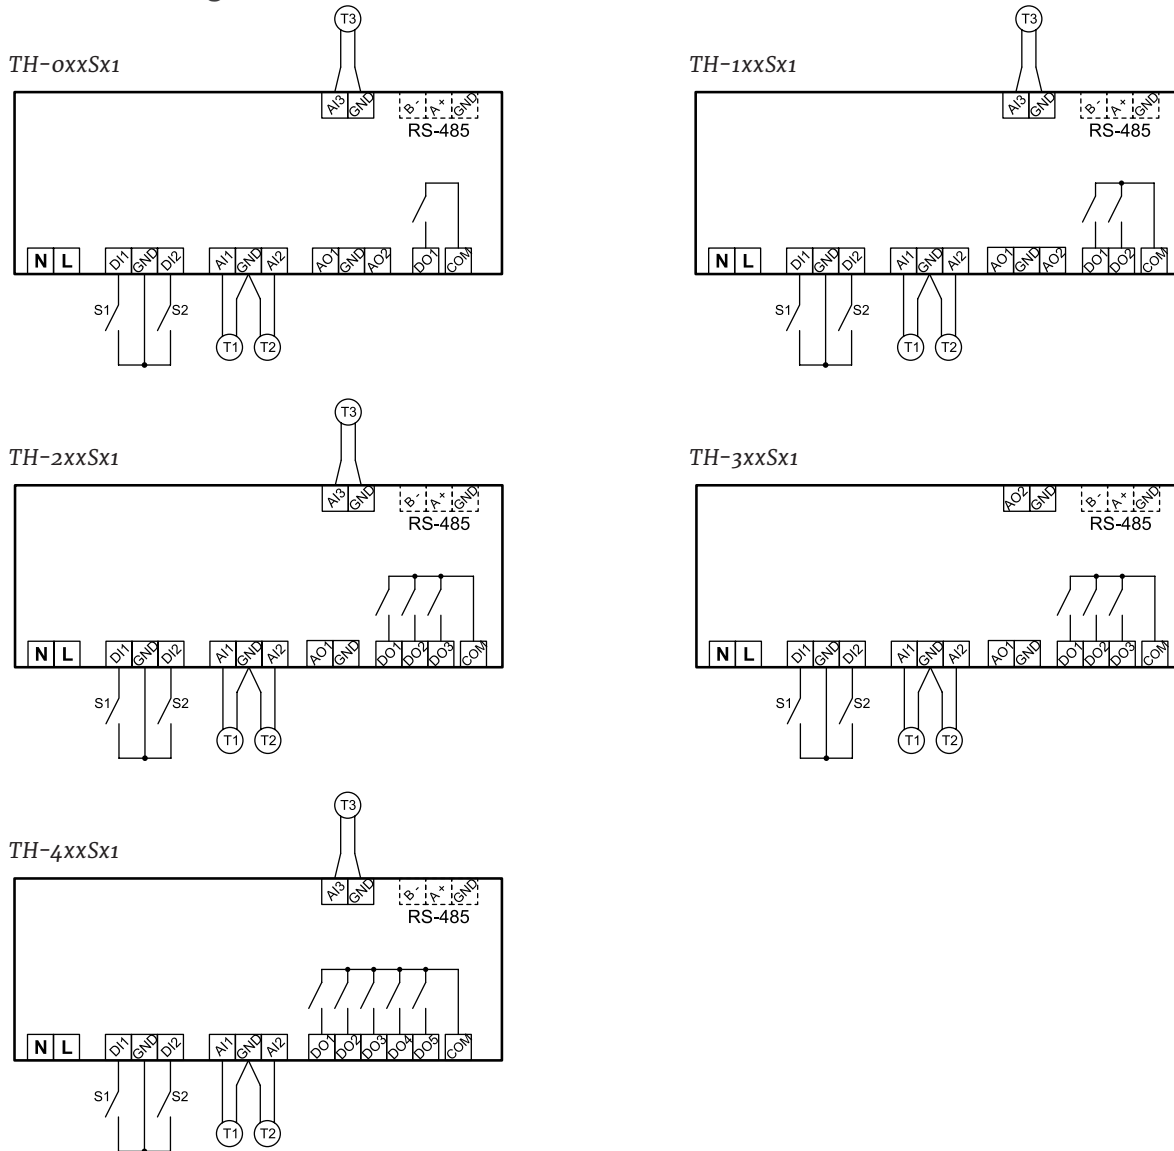 T3
TH-0xxSx1
AI3 GND B - A + GND
RS-485
N L DI1 GND DI2 AI1 GND AI2 AO1 GND AO2 DO1 COM
S1 S2
T1 T2
T3
TH-1xxSx1
AI3 GND B - A + GND
RS-485
N L DI1 GND DI2 AI1 GND AI2 AO1 GND AO2 DO1 DO2 COM
S1 S2
T1 T2
T3
TH-2xxSx1
AI3 GND B - A + GND
RS-485
N L DI1 GND DI2 AI1 GND AI2 AO1 GND DO1 DO2 DO3 COM
S1 S2
T1 T2
TH-3xxSx1
AO2 GND B - A + GND
RS-485
N L DI1 GND DI2 AI1 GND AI2 AO1 GND DO1 DO2 DO3 COM
S1 S2
T1 T2
T3
TH-4xxSx1
AI3 GND B - A + GND
RS-485
N L DI1 GND DI2 AI1 GND AI2 DO1 DO2 DO3 DO4 DO5 COM
S1 S2
T1 T2